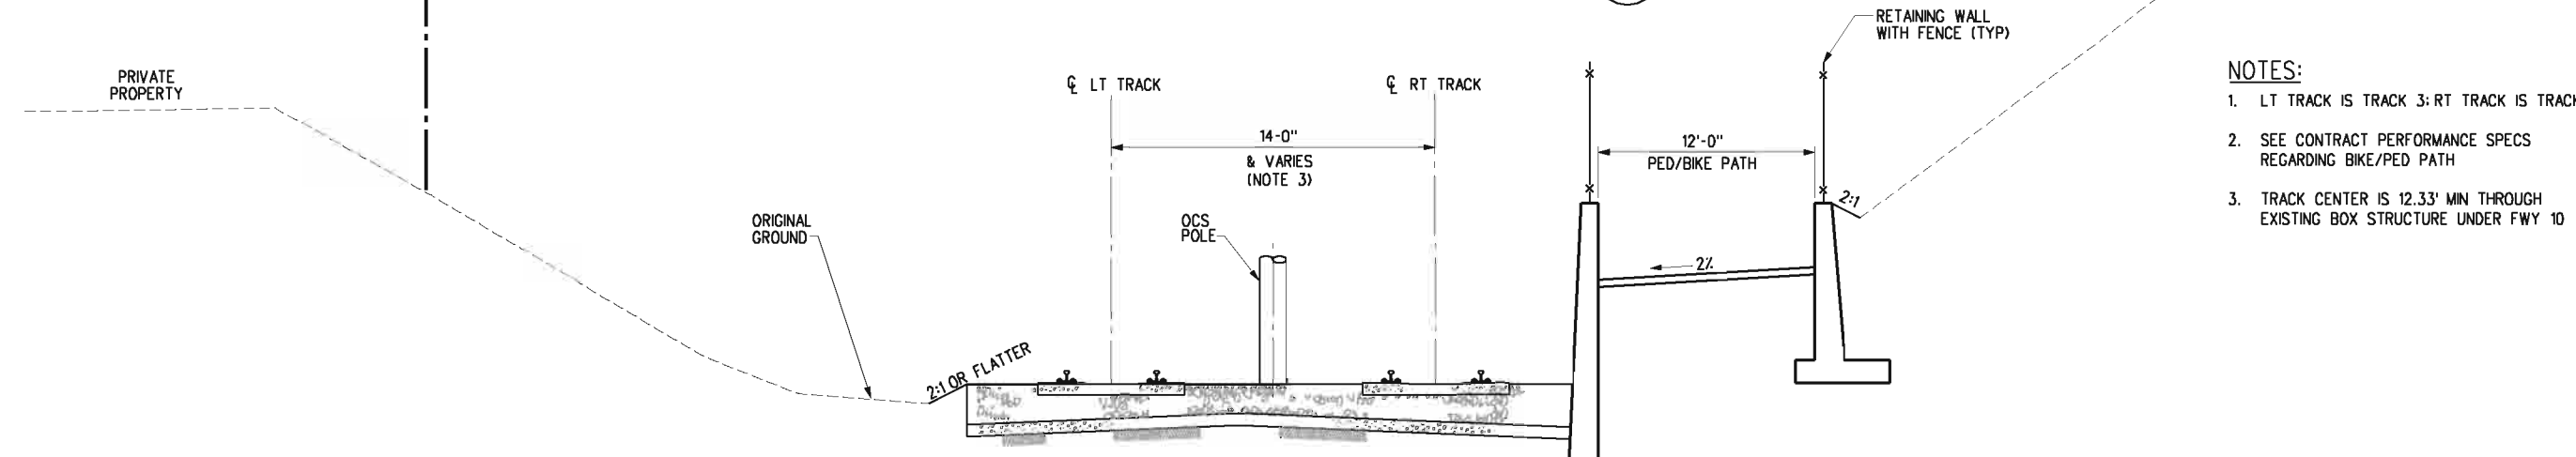 RETAINING WALL
WITH FENCE (TYP)
PRIVATE
PROPERTY
℄ LT TRACK
℄ RT TRACK
14-0"
& VARIES
(NOTE 3)
12'-0"
PED/BIKE PATH
ORIGINAL
GROUND
OCS
POLE
2:1
2%
2:1 OR FLATTER
NOTES:
1. LT TRACK IS TRACK 3; RT TRACK IS TRACK
2. SEE CONTRACT PERFORMANCE SPECS
REGARDING BIKE/PED PATH
3. TRACK CENTER IS 12.33' MIN THROUGH
EXISTING BOX STRUCTURE UNDER FWY 10